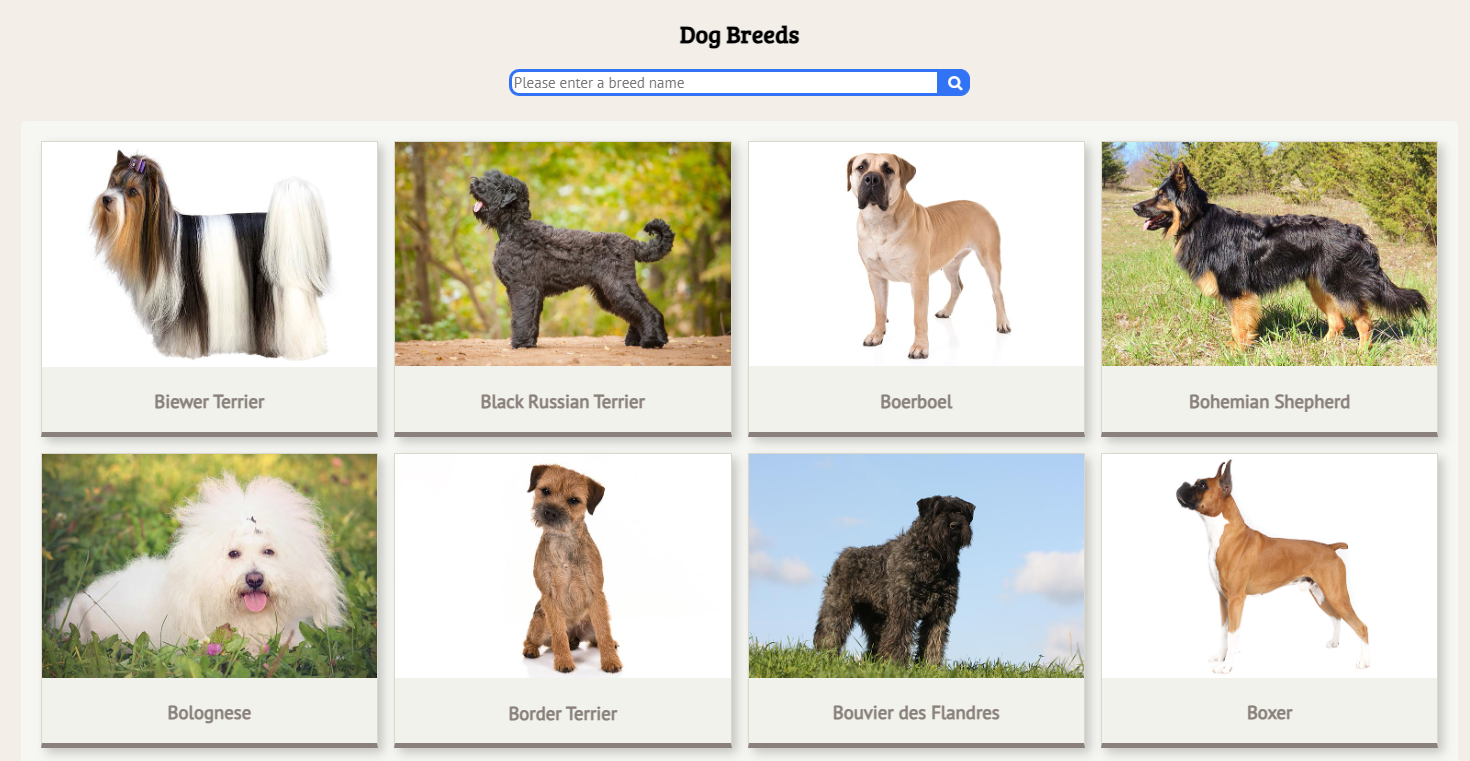 Dog Breeds
Please enter a breed name
Biewer Terrier
Black Russian Terrier
Boerboel
Bohemian Shepherd
Bolognese
Border Terrier
Bouvier des Flandres
Boxer